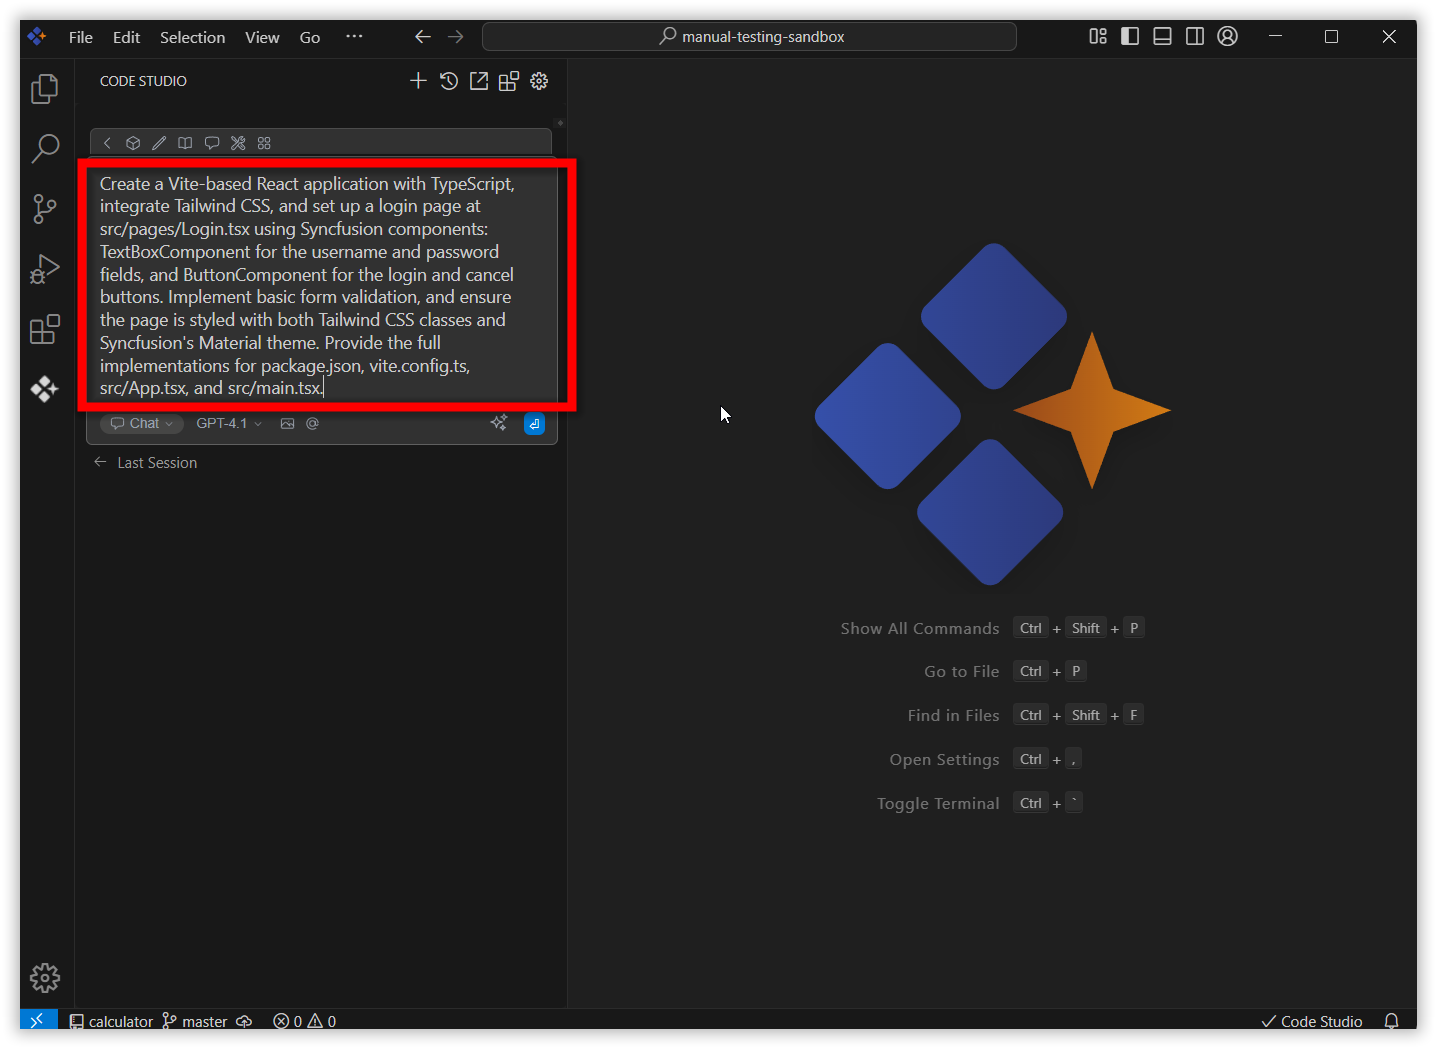 File Edit Selection View Go ··· manual-testing-sandbox
CODE STUDIO
Create a Vite-based React application with TypeScript,
integrate Tailwind CSS, and set up a login page at
src/pages/Login.tsx using Syncfusion components:
TextBoxComponent for the username and password
fields, and ButtonComponent for the login and cancel
buttons. Implement basic form validation, and ensure
the page is styled with both Tailwind CSS classes and
Syncfusion's Material theme. Provide the full
implementations for package.json, vite.config.ts,
src/App.tsx, and src/main.tsx.
Chat GPT-4.1 @
Last Session
Show All Commands Ctrl + Shift + P
Go to File Ctrl + P
Find in Files Ctrl + Shift + F
Open Settings Ctrl + ,
Toggle Terminal Ctrl + `
calculator master 0 0 Code Studio